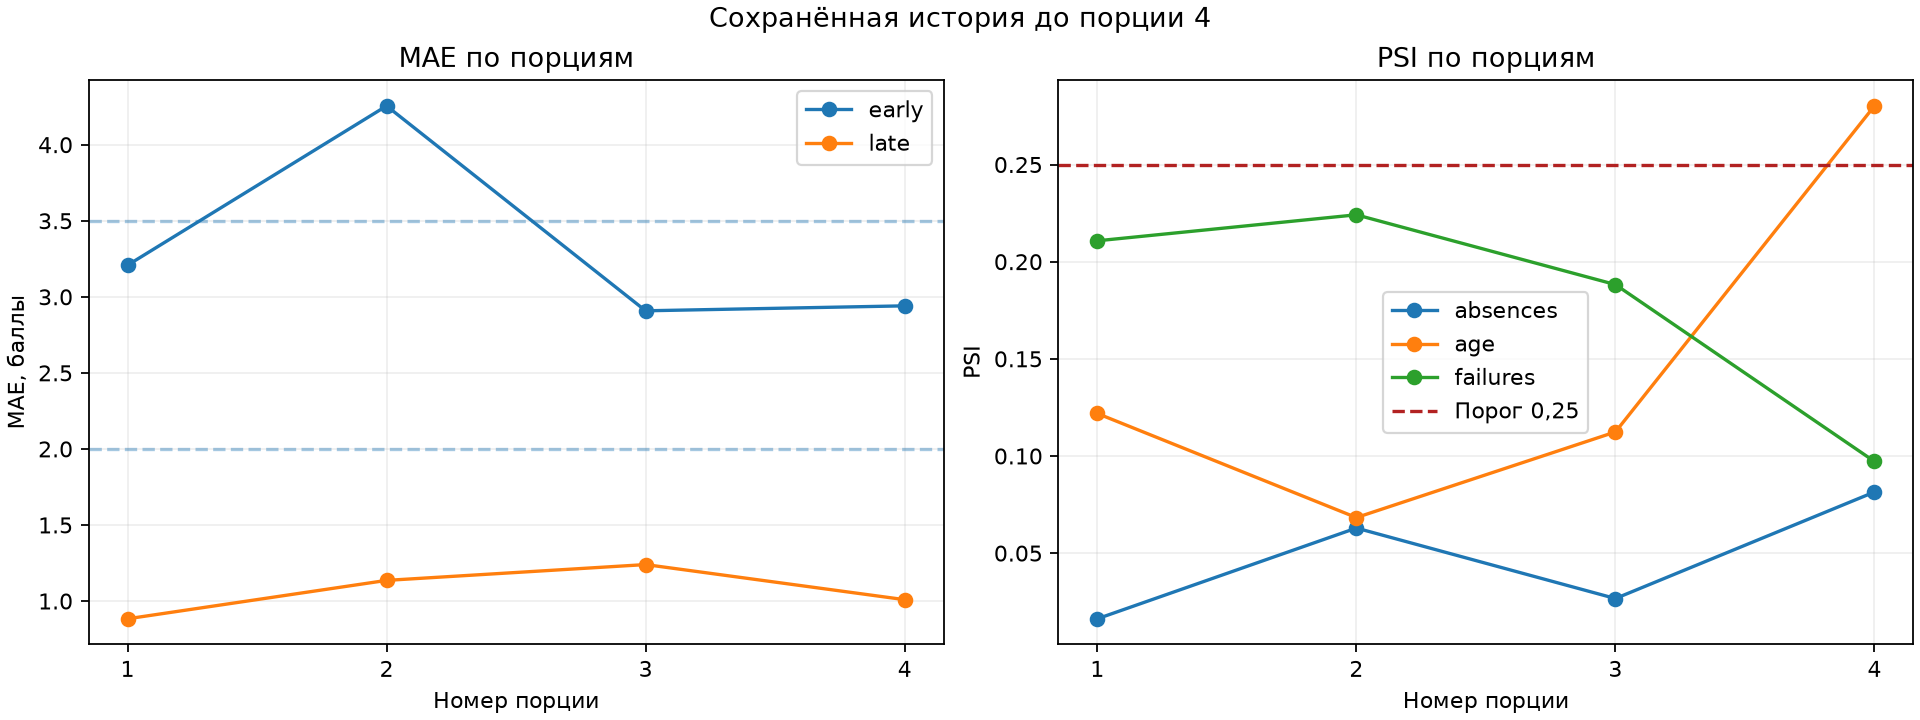 Сохранённая история до порции 4
MAE по порциям
MAE, баллы
4.0
3.5
3.0
2.5
2.0
1.5
1.0
early
late
1 2 3 4
Номер порции
PSI по порциям
PSI
0.25
0.20
0.15
0.10
0.05
absences
age
failures
Порог 0,25
1 2 3 4
Номер порции